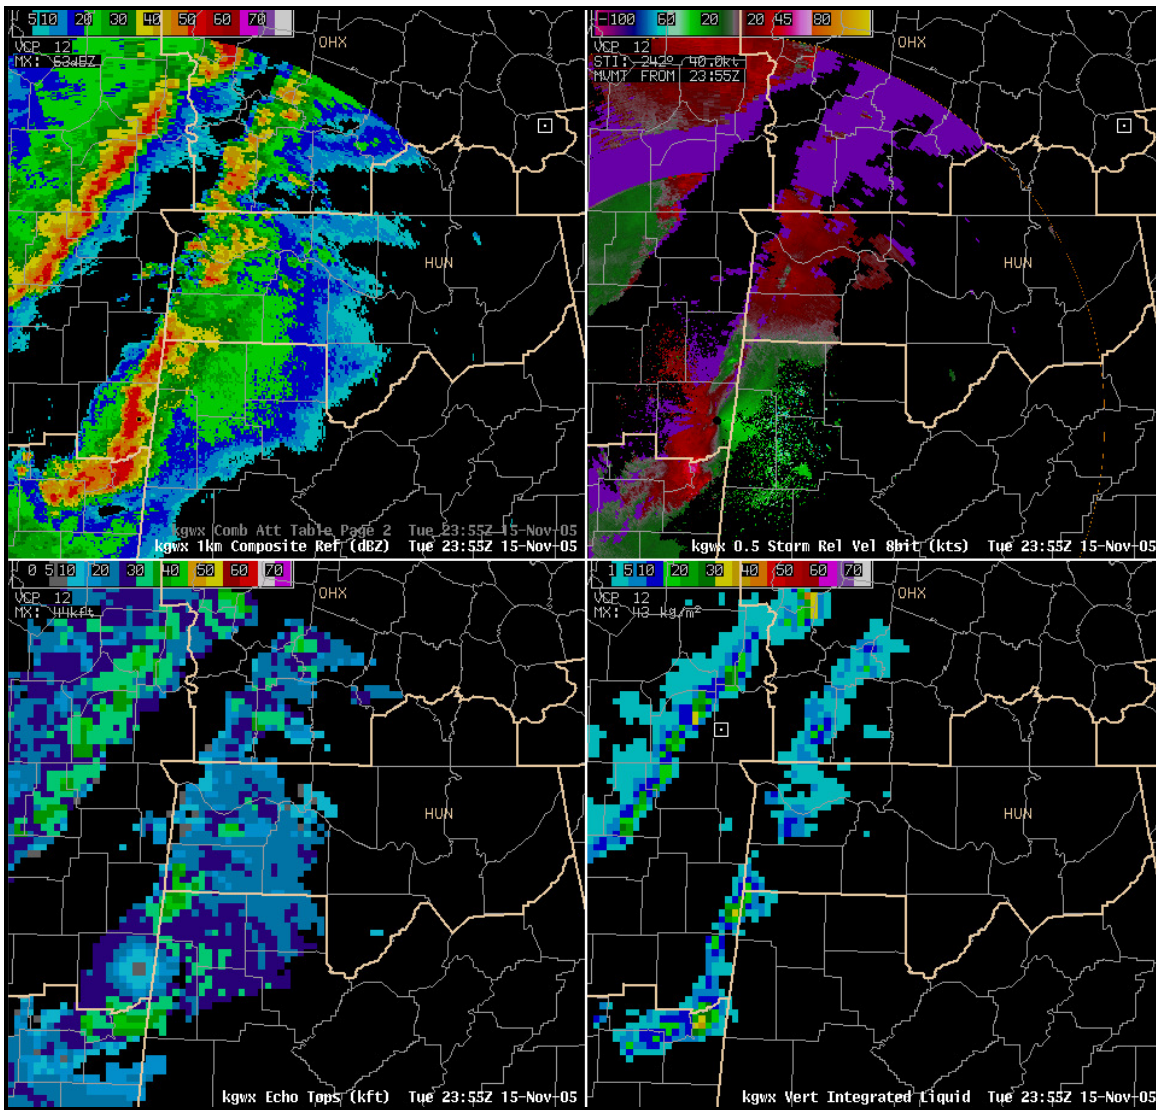 5 10 20 30 40 50 60 70
VCP 12
MX: 63dBZ
OHX
HUN
kgwx Comb Att Table Page 2 Tue 23:55Z 15-Nov-05
kgwx 1km Composite Ref (dBZ) Tue 23:55Z 15-Nov-05
-100 60 20 20 45 80
VCP 12
STI: 242º 40.0kt
MVMT FROM 23:55Z
OHX
HUN
kgwx 0.5 Storm Rel Vel 8bit (kts) Tue 23:55Z 15-Nov-05
0 5 10 20 30 40 50 60 70
VCP 12
MX: 44kft
OHX
HUN
kgwx Echo Tops (kft) Tue 23:55Z 15-Nov-05
1 10 20 30 40 50 60 70
VCP 12
MX: 43 kg/m²
OHX
HUN
kgwx Vert Integrated Liquid Tue 23:55Z 15-Nov-05